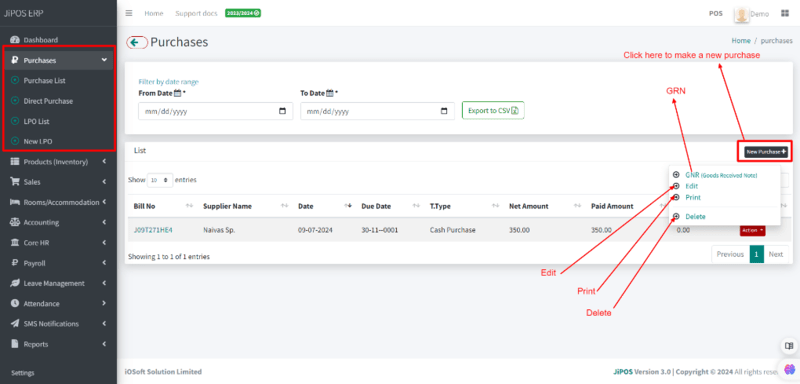 JiPOS ERP
Home
Support docs
2023/2024
POS
Demo
Dashboard
Purchases
Purchase List
Direct Purchase
LPO List
New LPO
Products (Inventory)
Sales
Rooms/Accommodation
Accounting
Core HR
Payroll
Leave Management
Attendance
SMS Notifications
Reports
Settings
Purchases
Home / purchases
Click here to make a new purchase
Filter by date range
From Date *
To Date *
mm/dd/yyyy
mm/dd/yyyy
Export to CSV
GRN
List
New Purchase
Show 10 entries
GNR (Goods Received Note)
Edit
Print
Delete
Bill No
Supplier Name
Date
Due Date
T.Type
Net Amount
Paid Amount
J09T271HE4
Naivas Sp.
09-07-2024
30-11--0001
Cash Purchase
350.00
350.00
0.00
Action
Showing 1 to 1 of 1 entries
Previous
1
Next
Edit
Print
Delete
iOSoft Solution Limited
JiPOS Version 3.0 | Copyright © 2024 All rights